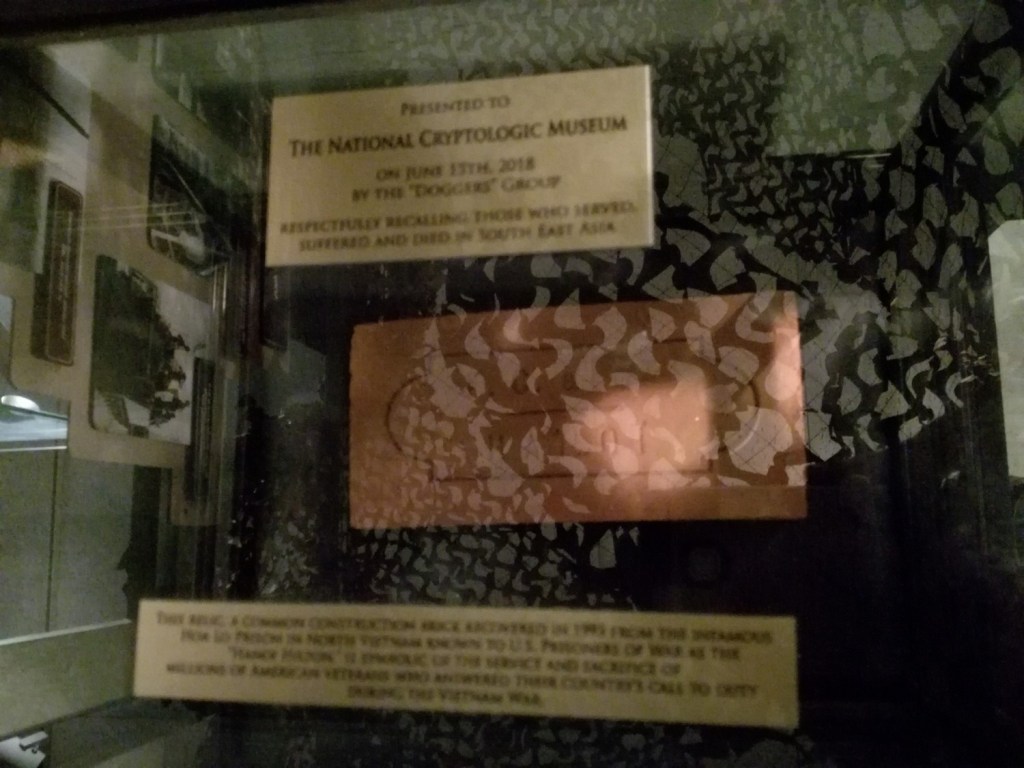 PRESENTED TO
THE NATIONAL CRYPTOLOGIC MUSEUM
ON JUNE 15TH, 2018
BY THE "DOGGERS" GROUP
RESPECTFULLY RECALLING THOSE WHO SERVED,
SUFFERED AND DIED IN SOUTH EAST ASIA
THIS RELIC, A COMMON CONSTRUCTION BRICK RECOVERED IN 1995 FROM THE INFAMOUS
HOA LO PRISON IN NORTH VIETNAM KNOWN TO U.S. PRISONERS OF WAR AS THE
"HANOI HILTON" IS SYMBOLIC OF THE SERVICE AND SACRIFICE OF
MILLIONS OF AMERICAN VETERANS WHO ANSWERED THEIR COUNTRY'S CALL TO DUTY
DURING THE VIETNAM WAR.